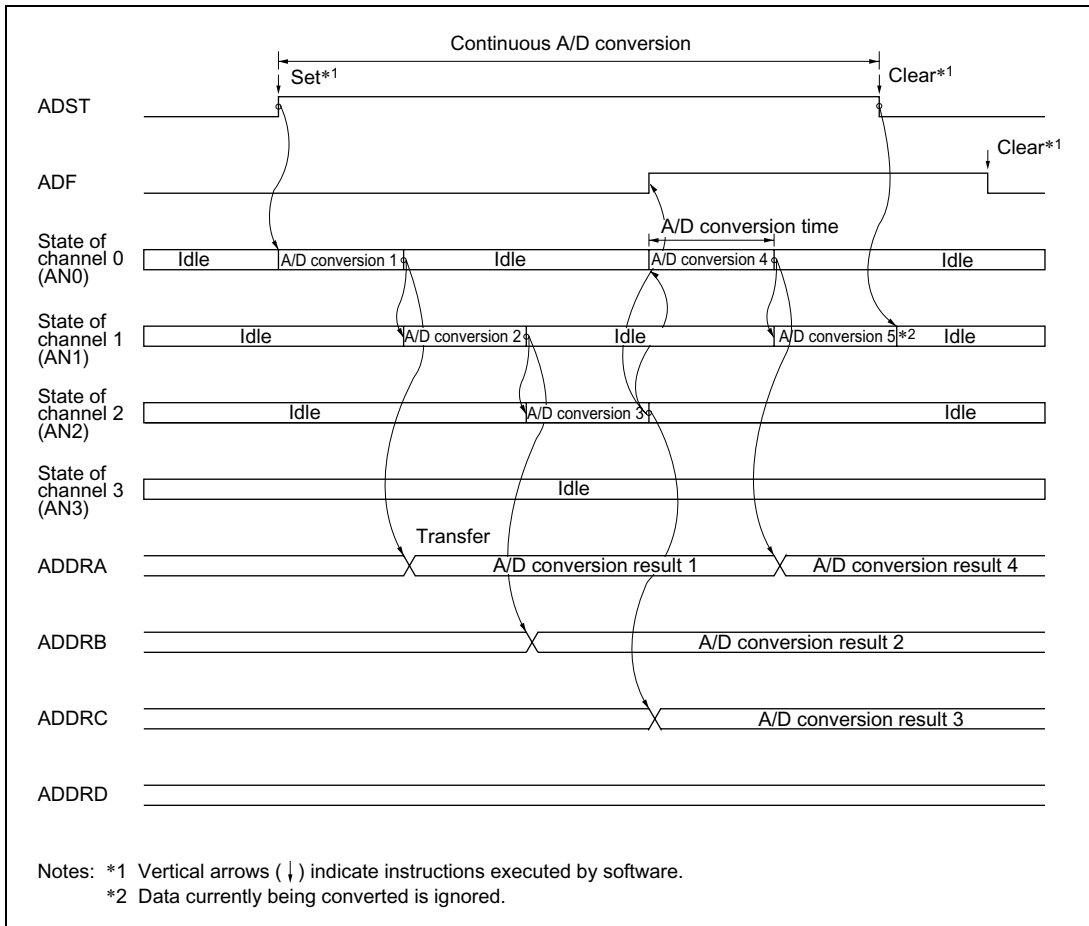 Continuous A/D conversion
Set*1
Clear*1
ADST
Clear*1
ADF
A/D conversion time
State of
channel 0
(AN0)
Idle
A/D conversion 1
Idle
A/D conversion 4
Idle
State of
channel 1
(AN1)
Idle
A/D conversion 2
Idle
A/D conversion 5
*2
Idle
State of
channel 2
(AN2)
Idle
A/D conversion 3
Idle
State of
channel 3
(AN3)
Idle
Transfer
ADDRA
A/D conversion result 1
A/D conversion result 4
ADDRB
A/D conversion result 2
ADDRC
A/D conversion result 3
ADDRD
Notes: *1 Vertical arrows (↓) indicate instructions executed by software.
*2 Data currently being converted is ignored.